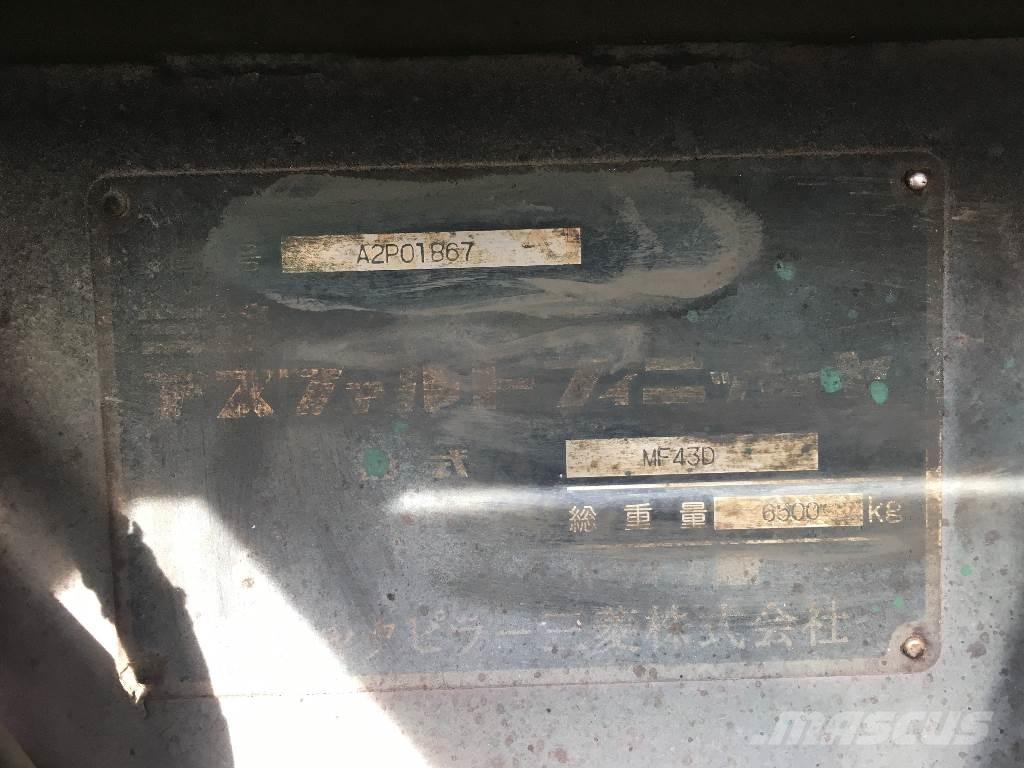 A2P01867
アスファルトフィニッシャ
式
MF43D
総重量 6500 kg
ャタピラー三菱株式会社
MASCUS